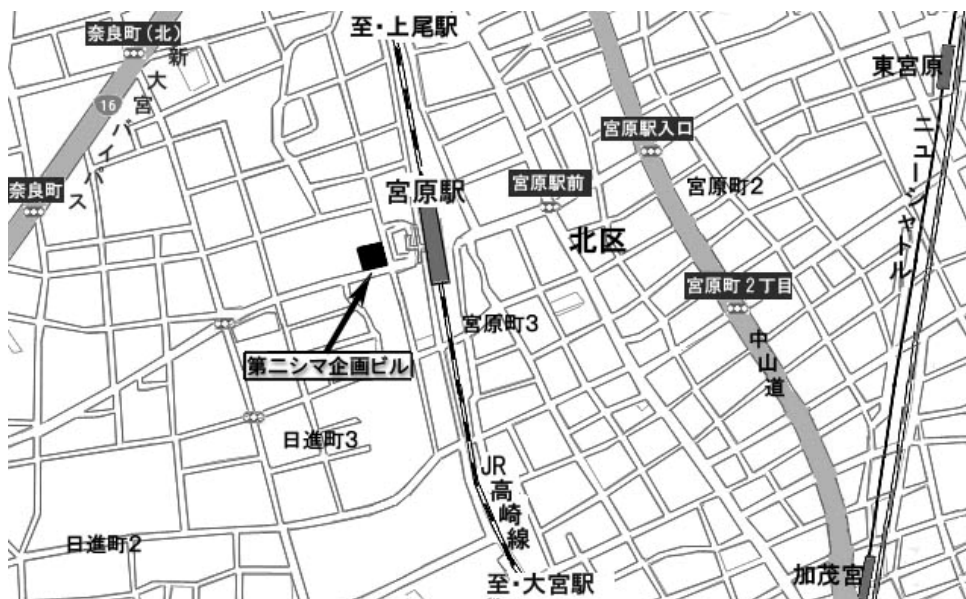 至・上尾駅
奈良町（北）
新大宮バイパス
16
東宮原
ニューシャトル
宮原駅入口
奈良町
宮原駅
宮原駅前
宮原町2
北区
宮原町2丁目
宮原町3
中山道
第二シマ企画ビル
日進町3
JR高崎線
日進町2
至・大宮駅
加茂宮